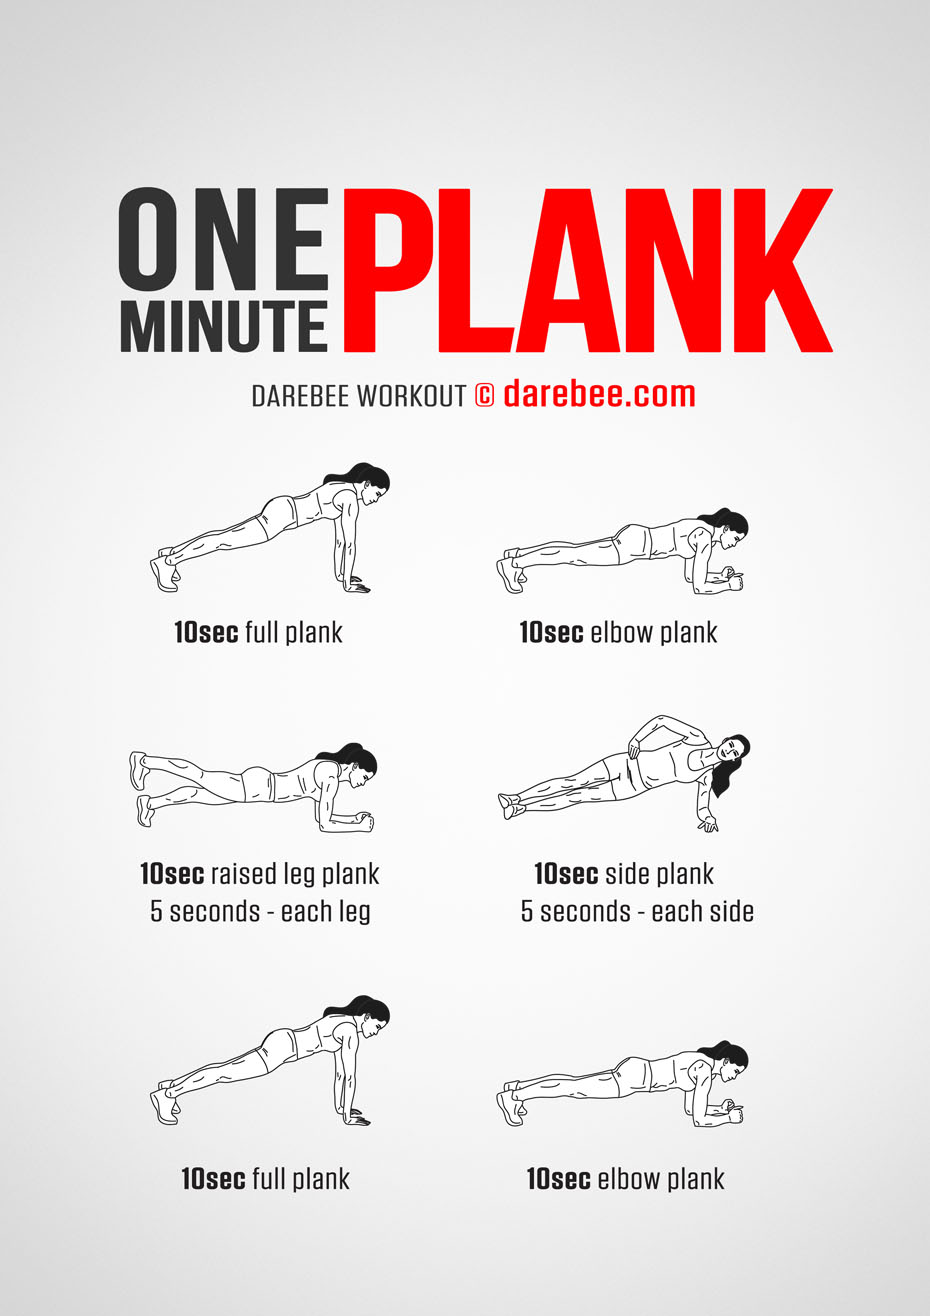 ONE
MINUTE
PLANK
DAREBEE WORKOUT © darebee.com
10sec full plank
10sec elbow plank
10sec raised leg plank
5 seconds - each leg
10sec side plank
5 seconds - each side
10sec full plank
10sec elbow plank